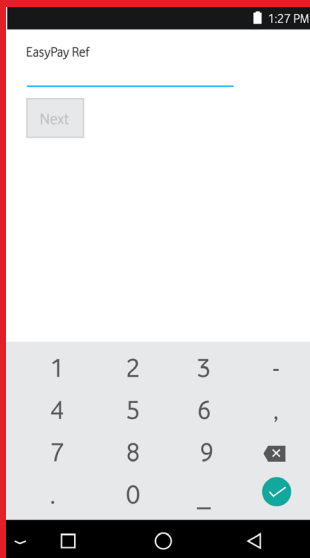 1:27 PM
EasyPay Ref
Next
1 2 3 -
4 5 6 ,
7 8 9
. 0 _